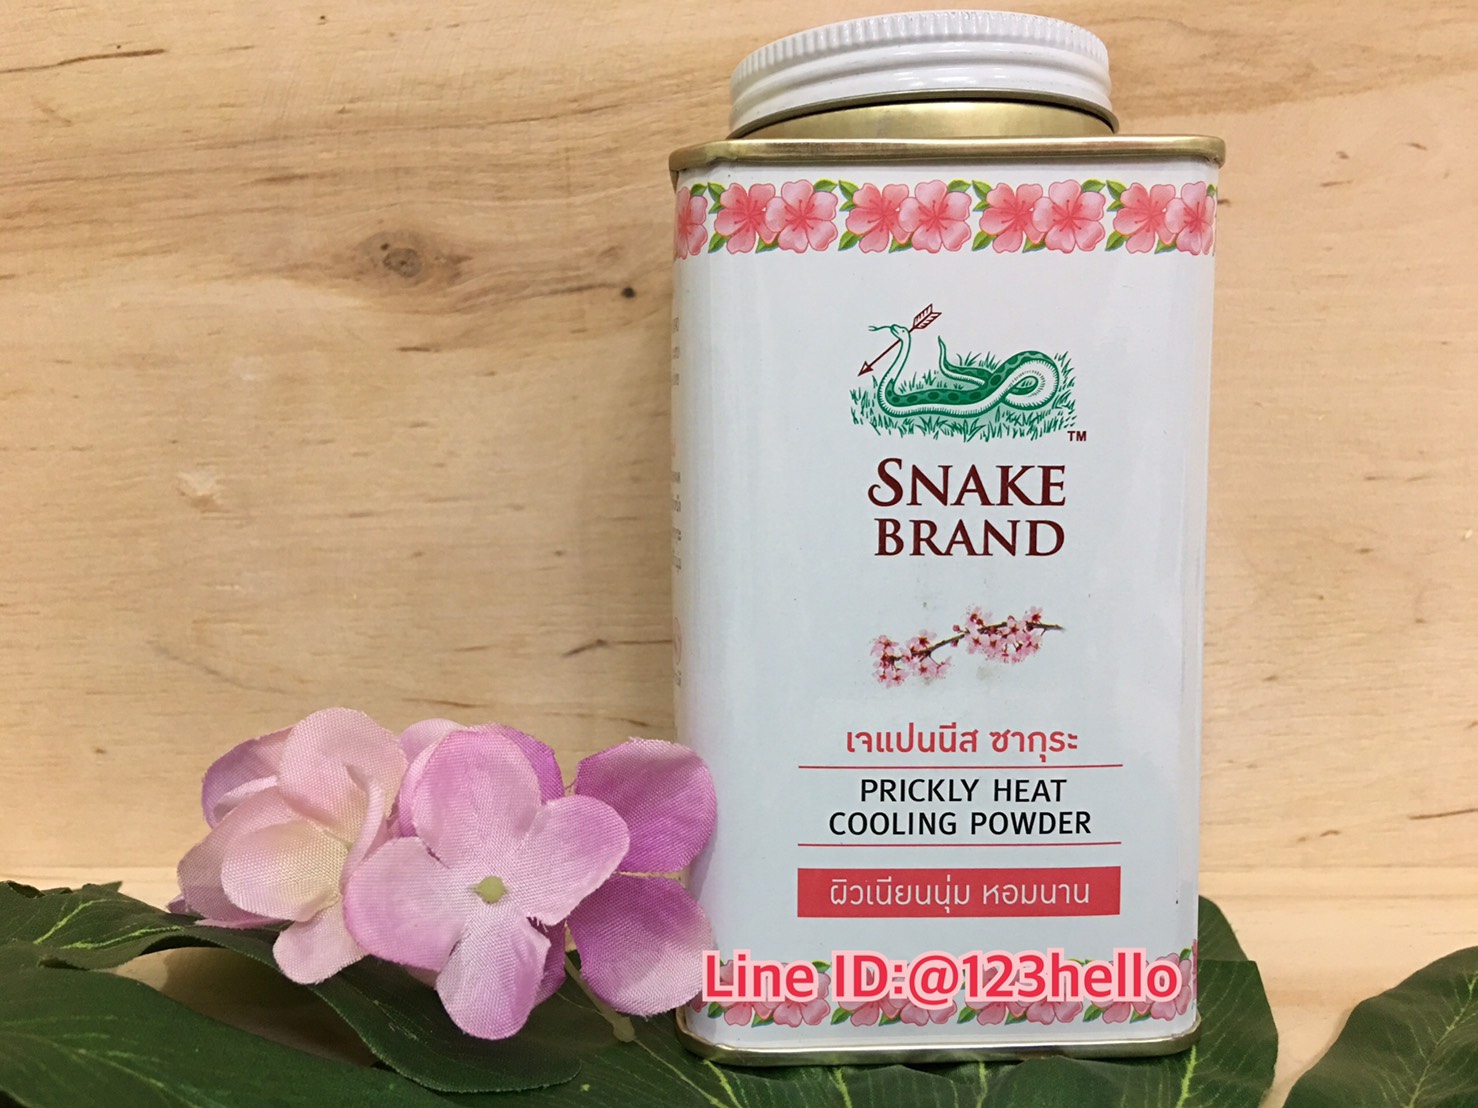 TM
SNAKE
BRAND
เจแปนนีส ซากุระ
PRICKLY HEAT
COOLING POWDER
ผิวเนียนนุ่ม หอมนาน
Line ID:@123hello